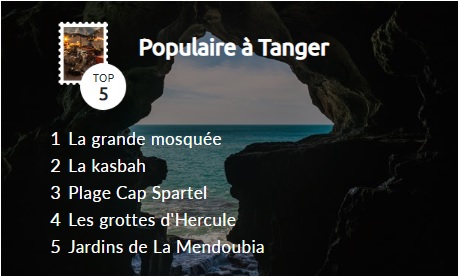 Populaire à Tanger
TOP
5
1 La grande mosquée
2 La kasbah
3 Plage Cap Spartel
4 Les grottes d'Hercule
5 Jardins de La Mendoubia